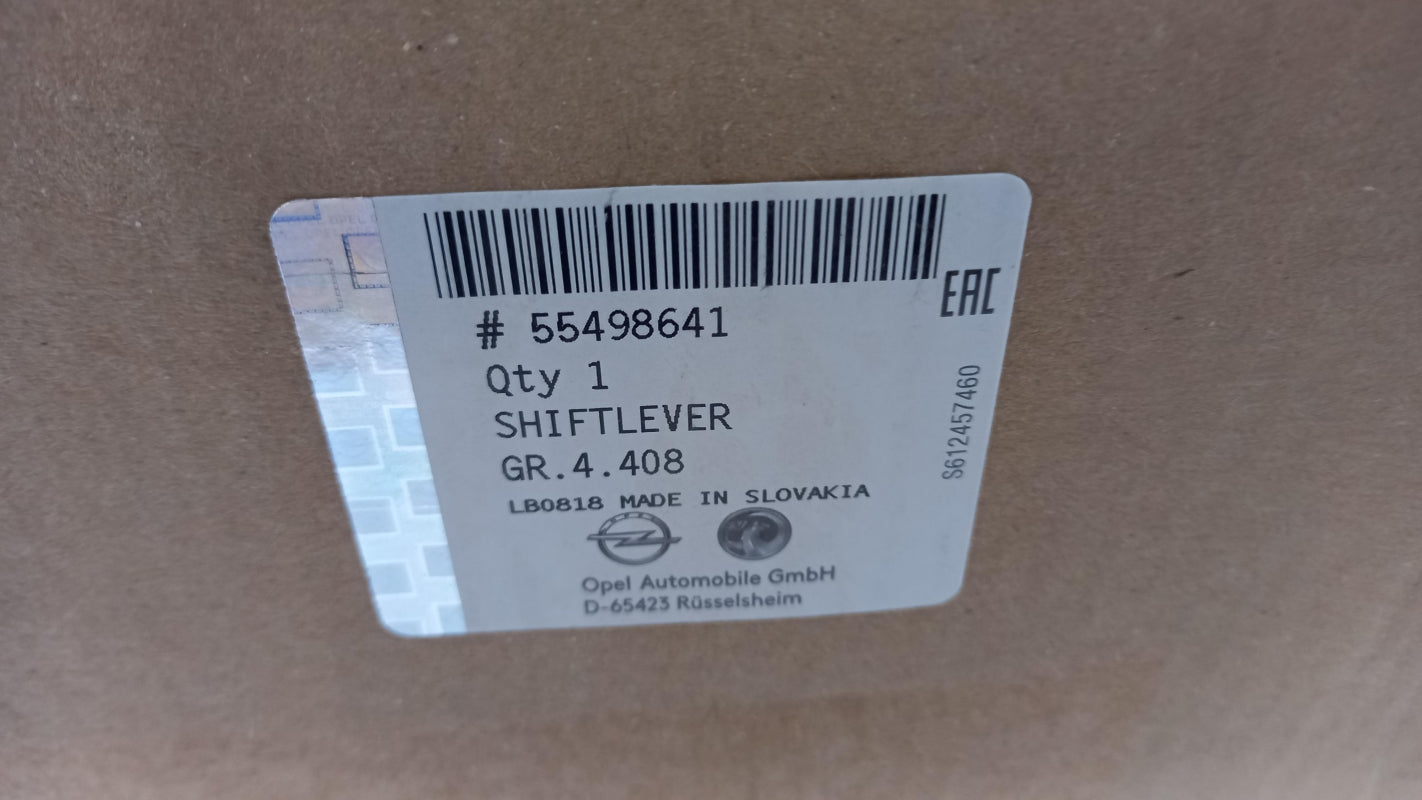 # 55498641
EAC
Qty 1
SHIFTLEVER
GR.4.408
S612457460
LB0818 MADE IN SLOVAKIA
Opel Automobile GmbH
D-65423 Rüsselsheim